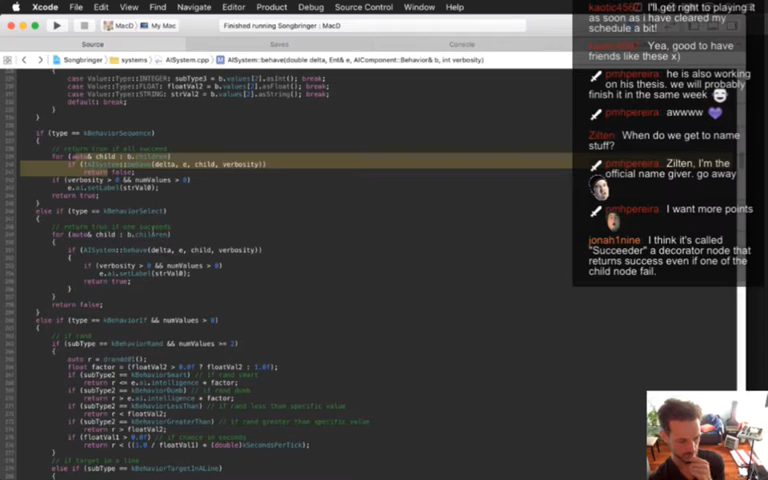 Xcode File Edit View Find Navigate Editor Product Debug Source Control Window Help
MacD My Mac
Finished running Songbringer : MacD
Source Saves Console
Songbringer systems AISystem.cpp AISystem::behave(double delta, Ent& e, AIComponent::Behavior& b, int verbosity)
case Value::Type::INTEGER: subType3 = b.values[2].asInt(); break;
case Value::Type::FLOAT: floatVal2 = b.values[2].asFloat(); break;
case Value::Type::STRING: strVal2 = b.values[2].asString(); break;
default: break;
}
}
if (type == kBehaviorSequence)
{
// return true if all succeed
for (auto& child : b.children)
if (!AISystem::behave(delta, e, child, verbosity))
return false;
if (verbosity > 0 && numValues > 0)
e.ai.setLabel(strVal0);
return true;
}
else if (type == kBehaviorSelect)
{
// return true if one succeeds
for (auto& child : b.children)
{
if (AISystem::behave(delta, e, child, verbosity))
{
if (verbosity > 0 && numValues > 0)
e.ai.setLabel(strVal0);
return true;
}
}
return false;
}
else if (type == kBehaviorIf && numValues > 0)
{
// if rand
if (subType == kBehaviorRand && numValues >= 2)
{
auto r = drand01();
float factor = (floatVal2 > 0.0f ? floatVal2 : 1.0f);
if (subType2 == kBehaviorSmart) // if rand smart
return r <= e.ai.intelligence * factor;
if (subType2 == kBehaviorDumb) // if rand dumb
return r > e.ai.intelligence * factor;
if (subType2 == kBehaviorLessThan) // if rand less than specific value
return r < floatVal2;
if (subType2 == kBehaviorGreaterThan) // if rand greater than specific value
return r > floatVal2;
if (floatVal1 > 0.0f) // if chance in seconds
return r < ((1.0 / floatVal1) * (double)kSecondsPerTick);
}
// if target in a line
else if (subType == kBehaviorTargetInALine)
I'll get right to playing it
as soon as i have cleared my
schedule a bit!
Yea, good to have
friends like these x)
pmhpereira: he is also working
on his thesis. we will probably
finish it in the same week
pmhpereira: awwww
Zilten: When do we get to name
stuff?
pmhpereira: Zilten, I'm the
official name giver. go away
pmhpereira: I want more points
jonah1nine: I think it's called
"Succeeder" a decorator node that
returns success even if one of the
child node fail.